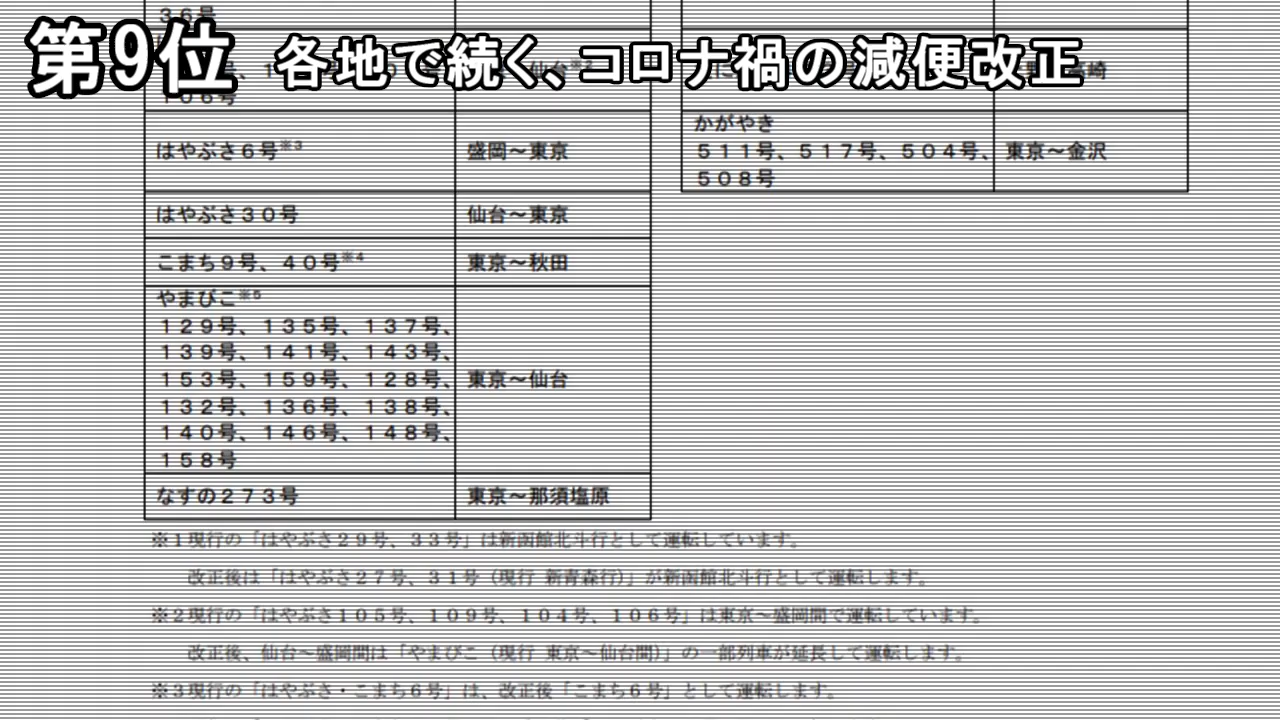 ３６号
第9位 各地で続く、コロナ禍の減便改正
１０６号
はやぶさ６号※3 盛岡～東京
はやぶさ３０号 仙台～東京
こまち９号、４０号※4 東京～秋田
やまびこ※5
１２９号、１３５号、１３７号、
１３９号、１４１号、１４３号、
１５３号、１５９号、１２８号、 東京～仙台
１３２号、１３６号、１３８号、
１４０号、１４６号、１４８号、
１５８号
なすの２７３号 東京～那須塩原
かがやき
５１１号、５１７号、５０４号、 東京～金沢
５０８号
※１現行の「はやぶさ２９号、３３号」は新函館北斗行として運転しています。
改正後は「はやぶさ２７号、３１号（現行 新青森行）」が新函館北斗行として運転します。
※２現行の「はやぶさ１０５号、１０９号、１０４号、１０６号」は東京～盛岡間で運転しています。
改正後、仙台～盛岡間は「やまびこ（現行 東京～仙台間）」の一部列車が延長して運転します。
※３現行の「はやぶさ・こまち６号」は、改正後「こまち６号」として運転します。